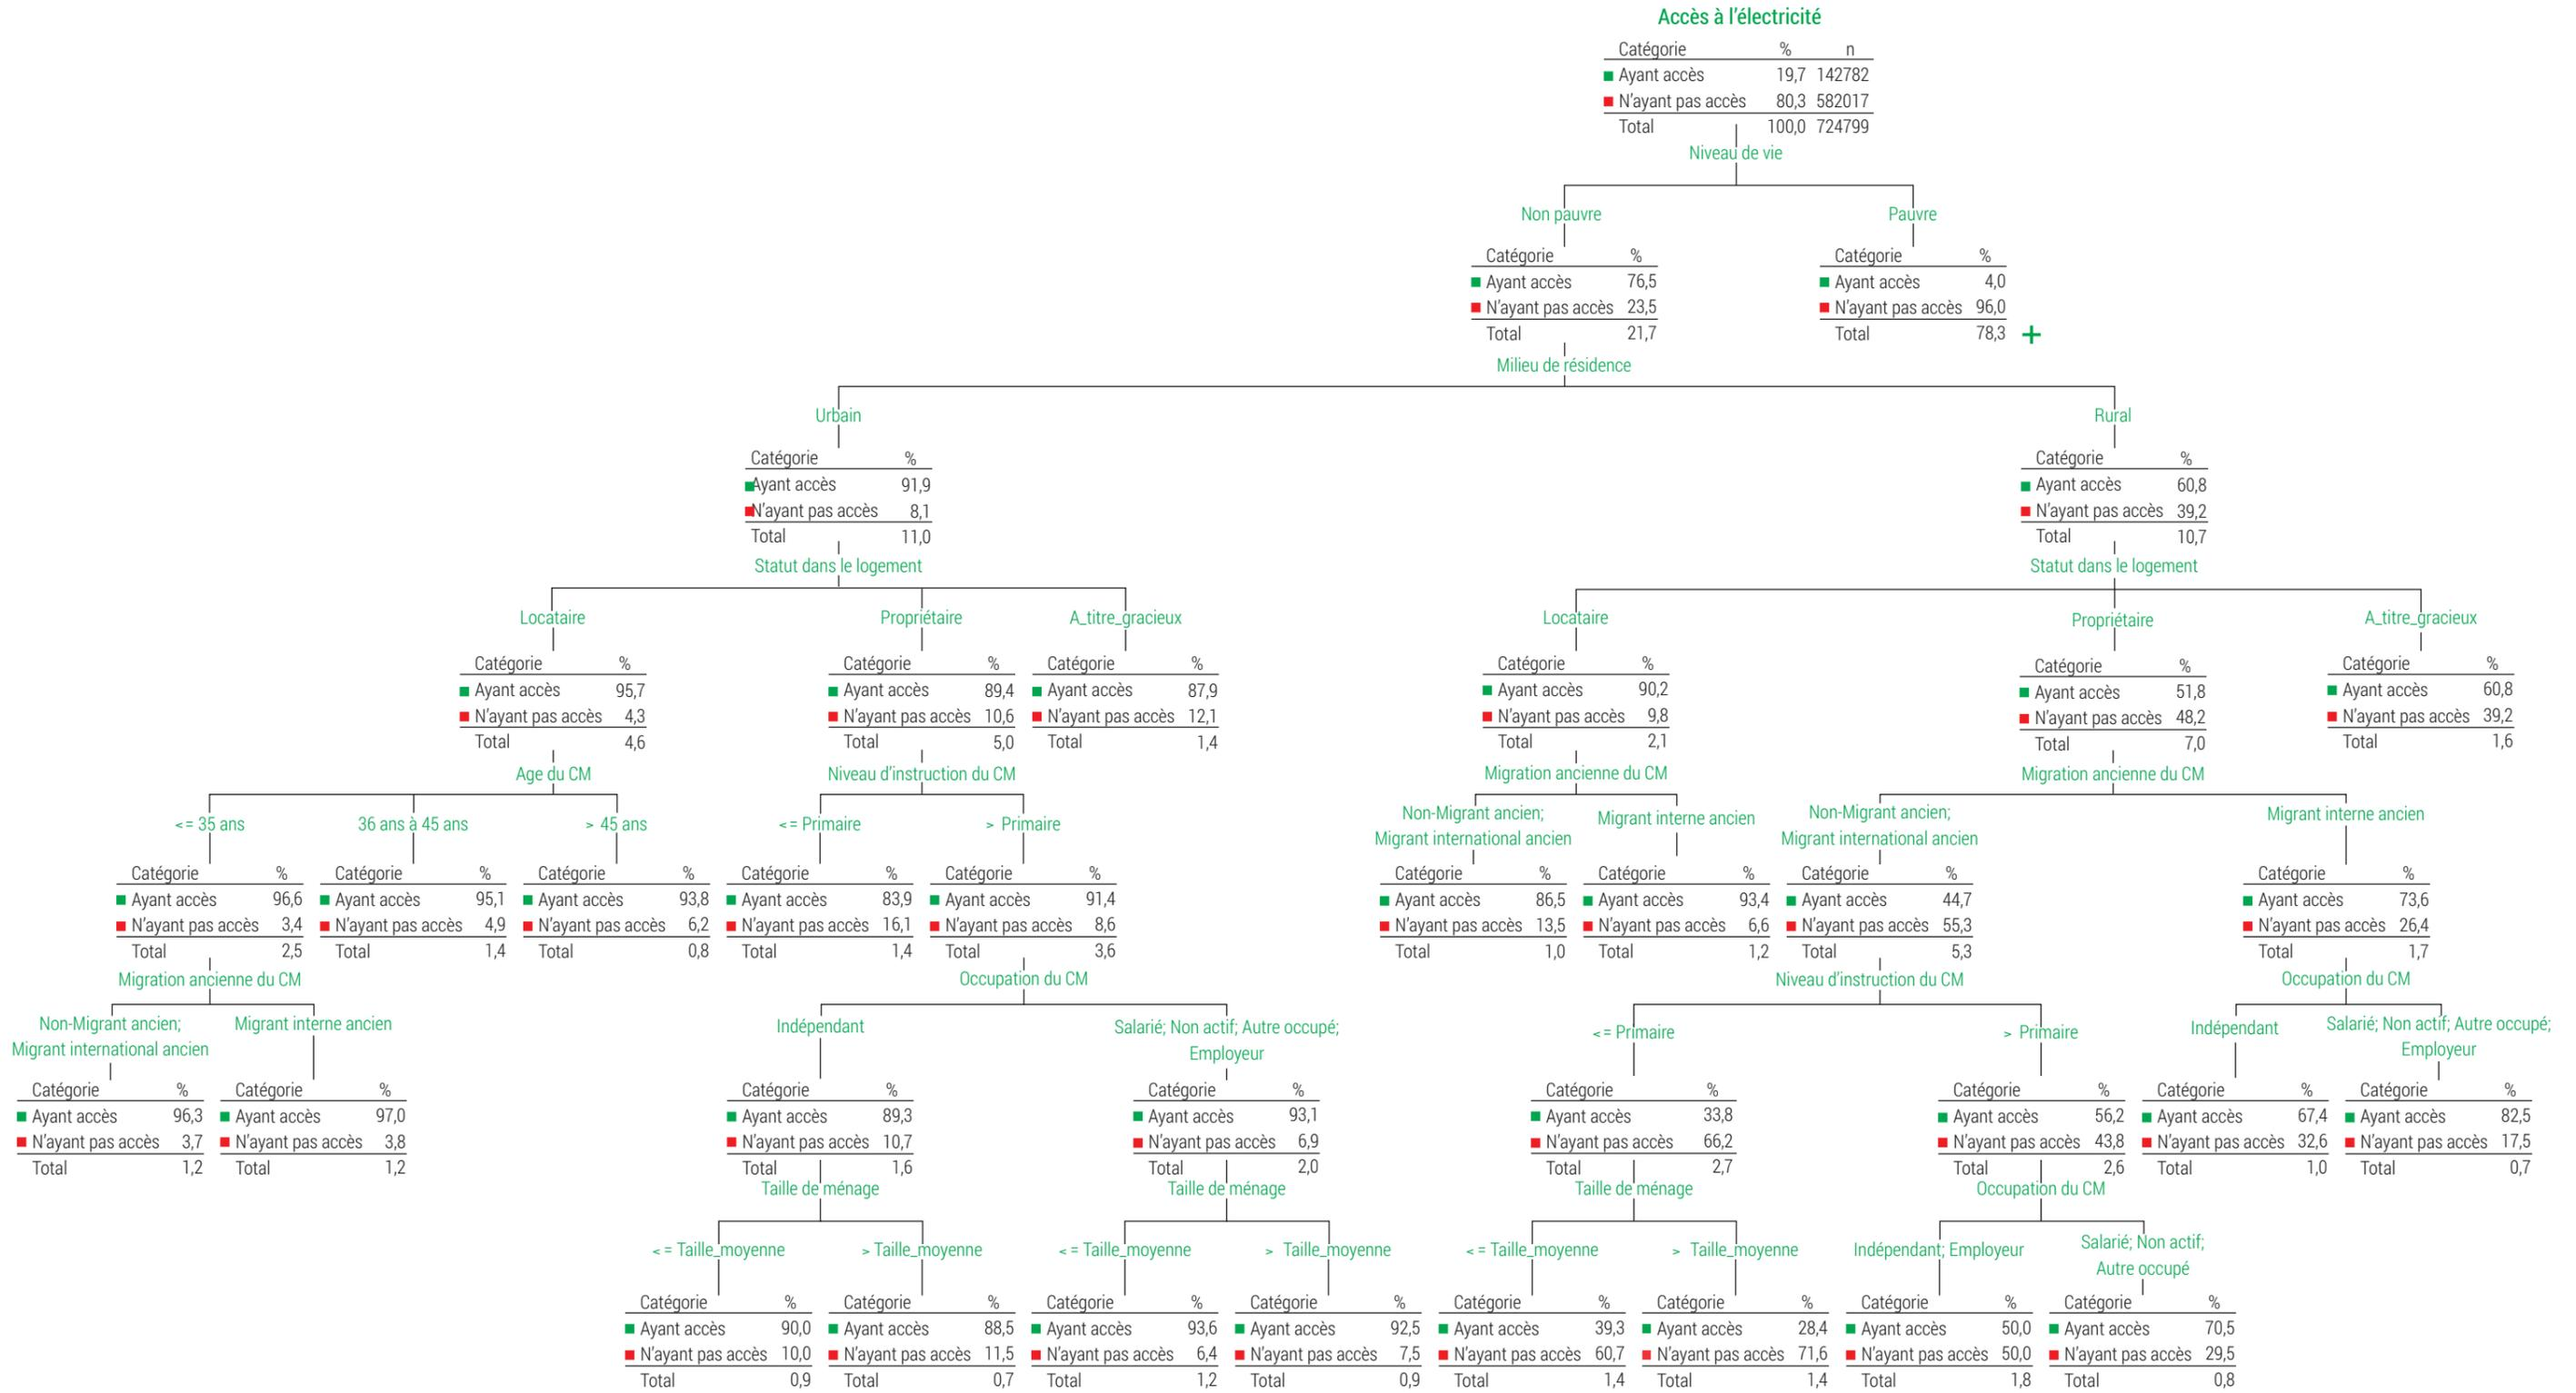 Accès à l'électricité
Catégorie % n
Ayant accès 19,7 142782
N'ayant pas accès 80,3 582017
Total 100,0 724799
Niveau de vie
Non pauvre
Catégorie %
Ayant accès 76,5
N'ayant pas accès 23,5
Total 21,7
Pauvre
Catégorie %
Ayant accès 4,0
N'ayant pas accès 96,0
Total 78,3 +
Milieu de résidence
Urbain
Catégorie %
Ayant accès 91,9
N'ayant pas accès 8,1
Total 11,0
Statut dans le logement
Rural
Catégorie %
Ayant accès 60,8
N'ayant pas accès 39,2
Total 10,7
Statut dans le logement
Locataire
Catégorie %
Ayant accès 95,7
N'ayant pas accès 4,3
Total 4,6
Age du CM
Propriétaire
Catégorie %
Ayant accès 89,4
N'ayant pas accès 10,6
Total 5,0
Niveau d'instruction du CM
A_titre_gracieux
Catégorie %
Ayant accès 87,9
N'ayant pas accès 12,1
Total 1,4
Locataire
Catégorie %
Ayant accès 90,2
N'ayant pas accès 9,8
Total 2,1
Migration ancienne du CM
Propriétaire
Catégorie %
Ayant accès 51,8
N'ayant pas accès 48,2
Total 7,0
Migration ancienne du CM
A_titre_gracieux
Catégorie %
Ayant accès 60,8
N'ayant pas accès 39,2
Total 1,6
<= 35 ans
Catégorie %
Ayant accès 96,6
N'ayant pas accès 3,4
Total 2,5
Migration ancienne du CM
36 ans à 45 ans
Catégorie %
Ayant accès 95,1
N'ayant pas accès 4,9
Total 1,4
> 45 ans
Catégorie %
Ayant accès 93,8
N'ayant pas accès 6,2
Total 0,8
<= Primaire
Catégorie %
Ayant accès 83,9
N'ayant pas accès 16,1
Total 1,4
> Primaire
Catégorie %
Ayant accès 91,4
N'ayant pas accès 8,6
Total 3,6
Occupation du CM
Non-Migrant ancien;
Migrant international ancien
Catégorie %
Ayant accès 86,5
N'ayant pas accès 13,5
Total 1,0
Migrant interne ancien
Catégorie %
Ayant accès 93,4
N'ayant pas accès 6,6
Total 1,2
Non-Migrant ancien;
Migrant international ancien
Catégorie %
Ayant accès 44,7
N'ayant pas accès 55,3
Total 5,3
Niveau d'instruction du CM
Migrant interne ancien
Catégorie %
Ayant accès 73,6
N'ayant pas accès 26,4
Total 1,7
Occupation du CM
Non-Migrant ancien;
Migrant international ancien
Catégorie %
Ayant accès 96,3
N'ayant pas accès 3,7
Total 1,2
Migrant interne ancien
Catégorie %
Ayant accès 97,0
N'ayant pas accès 3,8
Total 1,2
Indépendant
Catégorie %
Ayant accès 89,3
N'ayant pas accès 10,7
Total 1,6
Taille de ménage
Salarié; Non actif; Autre occupé;
Employeur
Catégorie %
Ayant accès 93,1
N'ayant pas accès 6,9
Total 2,0
Taille de ménage
<= Primaire
Catégorie %
Ayant accès 33,8
N'ayant pas accès 66,2
Total 2,7
Taille de ménage
> Primaire
Catégorie %
Ayant accès 56,2
N'ayant pas accès 43,8
Total 2,6
Occupation du CM
Indépendant
Catégorie %
Ayant accès 67,4
N'ayant pas accès 32,6
Total 1,0
Salarié; Non actif; Autre occupé;
Employeur
Catégorie %
Ayant accès 82,5
N'ayant pas accès 17,5
Total 0,7
<= Taille_moyenne
Catégorie %
Ayant accès 90,0
N'ayant pas accès 10,0
Total 0,9
> Taille_moyenne
Catégorie %
Ayant accès 88,5
N'ayant pas accès 11,5
Total 0,7
<= Taille_moyenne
Catégorie %
Ayant accès 93,6
N'ayant pas accès 6,4
Total 1,2
> Taille_moyenne
Catégorie %
Ayant accès 92,5
N'ayant pas accès 7,5
Total 0,9
<= Taille_moyenne
Catégorie %
Ayant accès 39,3
N'ayant pas accès 60,7
Total 1,4
> Taille_moyenne
Catégorie %
Ayant accès 28,4
N'ayant pas accès 71,6
Total 1,4
Indépendant; Employeur
Catégorie %
Ayant accès 50,0
N'ayant pas accès 50,0
Total 1,8
Salarié; Non actif;
Autre occupé
Catégorie %
Ayant accès 70,5
N'ayant pas accès 29,5
Total 0,8